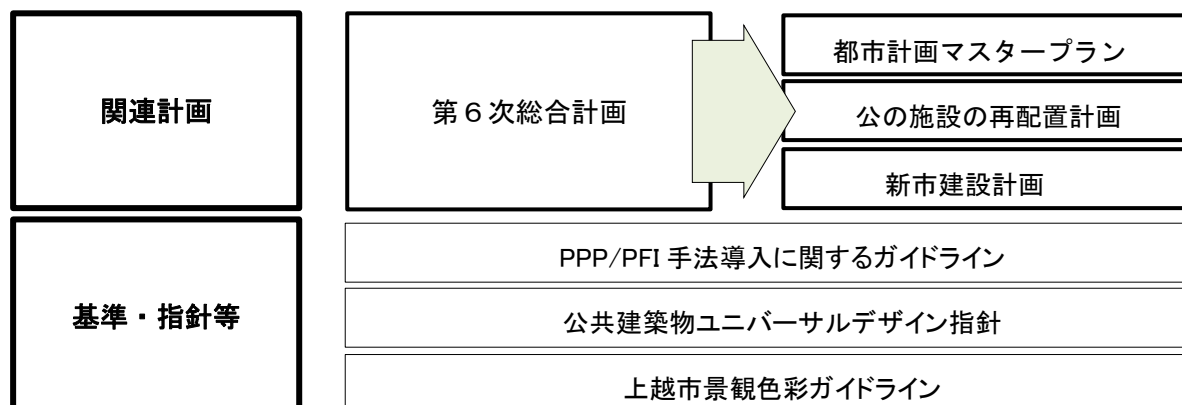 関連計画
第6次総合計画
都市計画マスタープラン
公の施設の再配置計画
新市建設計画
基準・指針等
PPP/PFI 手法導入に関するガイドライン
公共建築物ユニバーサルデザイン指針
上越市景観色彩ガイドライン